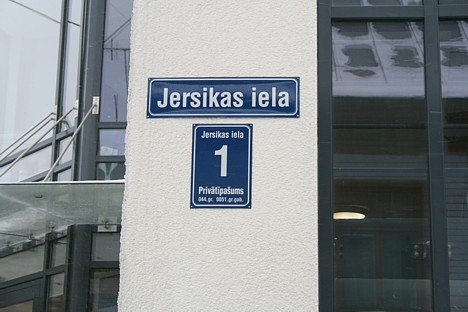 Jersikas iela
Jersikas iela
1
Privātīpašums
044.gr. 0051.gr.gab.